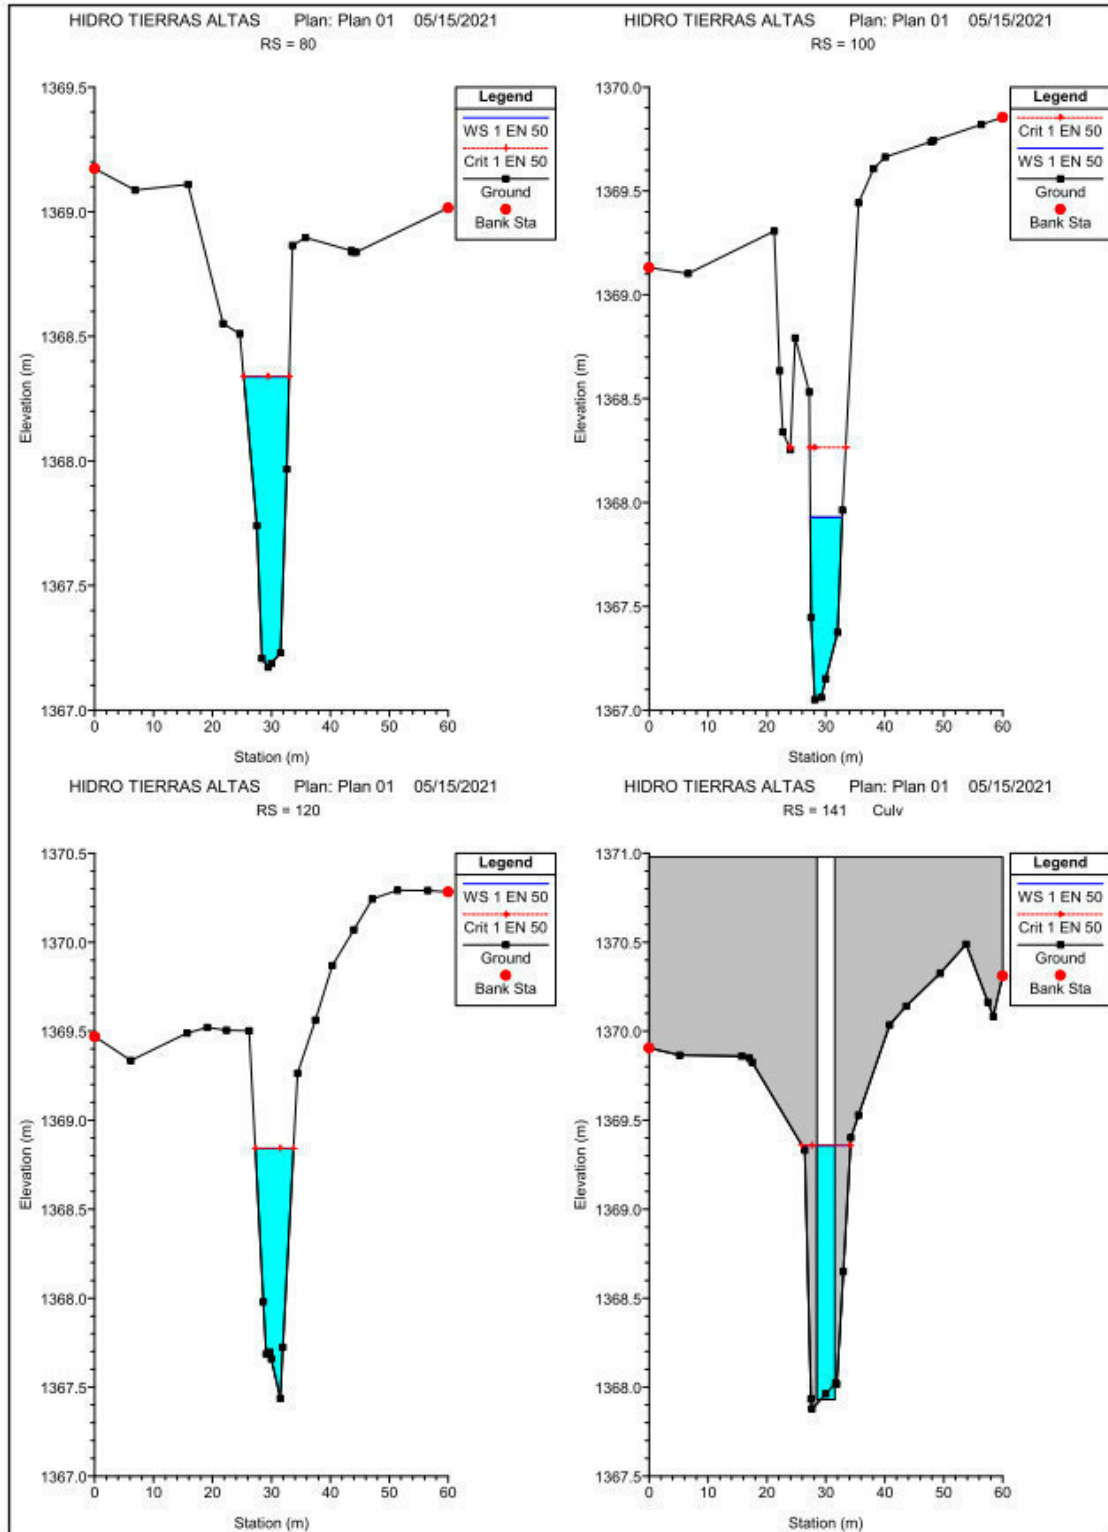 HIDRO TIERRAS ALTAS Plan: Plan 01 05/15/2021
RS = 80
1369.5
1369.0
1368.5
1368.0
1367.5
1367.0
Elevation (m)
0 10 20 30 40 50 60
Station (m)
Legend
WS 1 EN 50
Crit 1 EN 50
Ground
Bank Sta
HIDRO TIERRAS ALTAS Plan: Plan 01 05/15/2021
RS = 100
1370.0
1369.5
1369.0
1368.5
1368.0
1367.5
1367.0
Elevation (m)
0 10 20 30 40 50 60
Station (m)
Legend
Crit 1 EN 50
WS 1 EN 50
Ground
Bank Sta
HIDRO TIERRAS ALTAS Plan: Plan 01 05/15/2021
RS = 120
1370.5
1370.0
1369.5
1369.0
1368.5
1368.0
1367.5
1367.0
Elevation (m)
0 10 20 30 40 50 60
Station (m)
Legend
WS 1 EN 50
Crit 1 EN 50
Ground
Bank Sta
HIDRO TIERRAS ALTAS Plan: Plan 01 05/15/2021
RS = 141 Culv
1371.0
1370.5
1370.0
1369.5
1369.0
1368.5
1368.0
1367.5
Elevation (m)
0 10 20 30 40 50 60
Station (m)
Legend
WS 1 EN 50
Crit 1 EN 50
Ground
Bank Sta